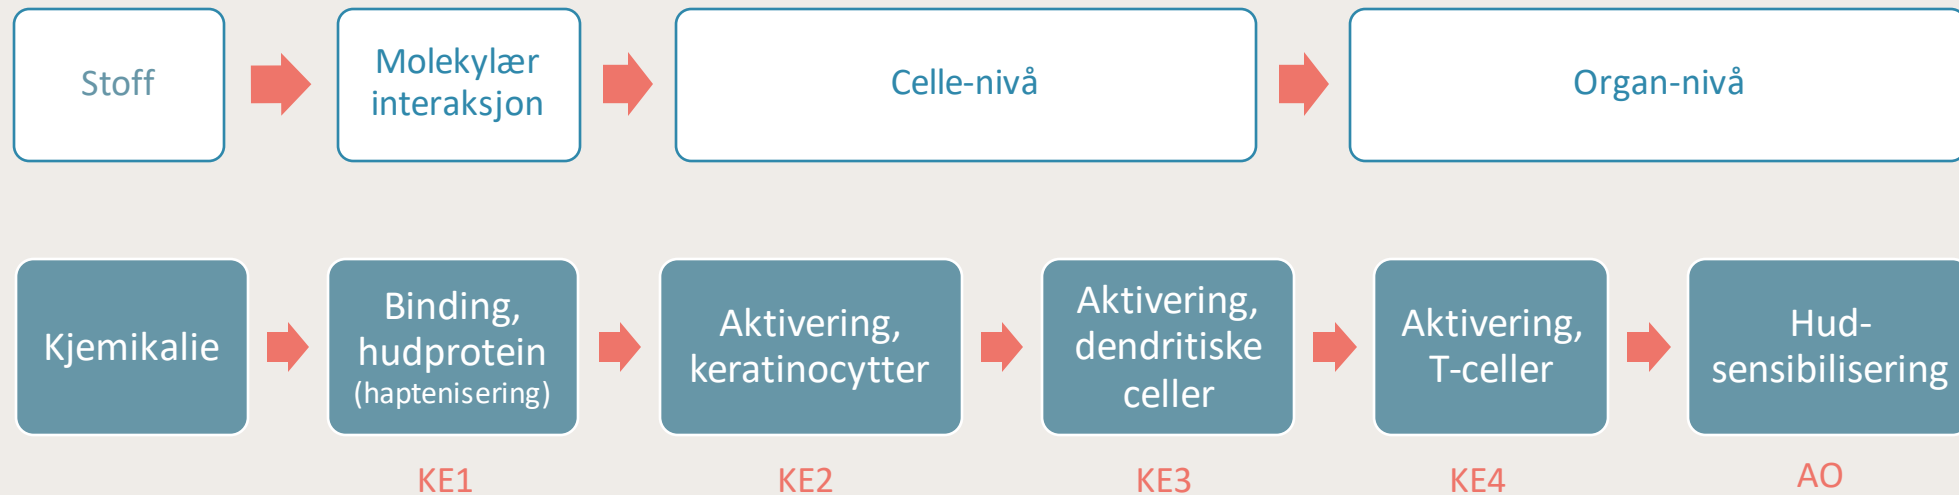 Stoff
Molekylær
interaksjon
Celle-nivå
Organ-nivå
Kjemikalie
Binding,
hudprotein
(haptenisering)
Aktivering,
keratinocytter
Aktivering,
dendritiske
celler
Aktivering,
T-celler
Hud-
sensibilisering
KE1
KE2
KE3
KE4
AO